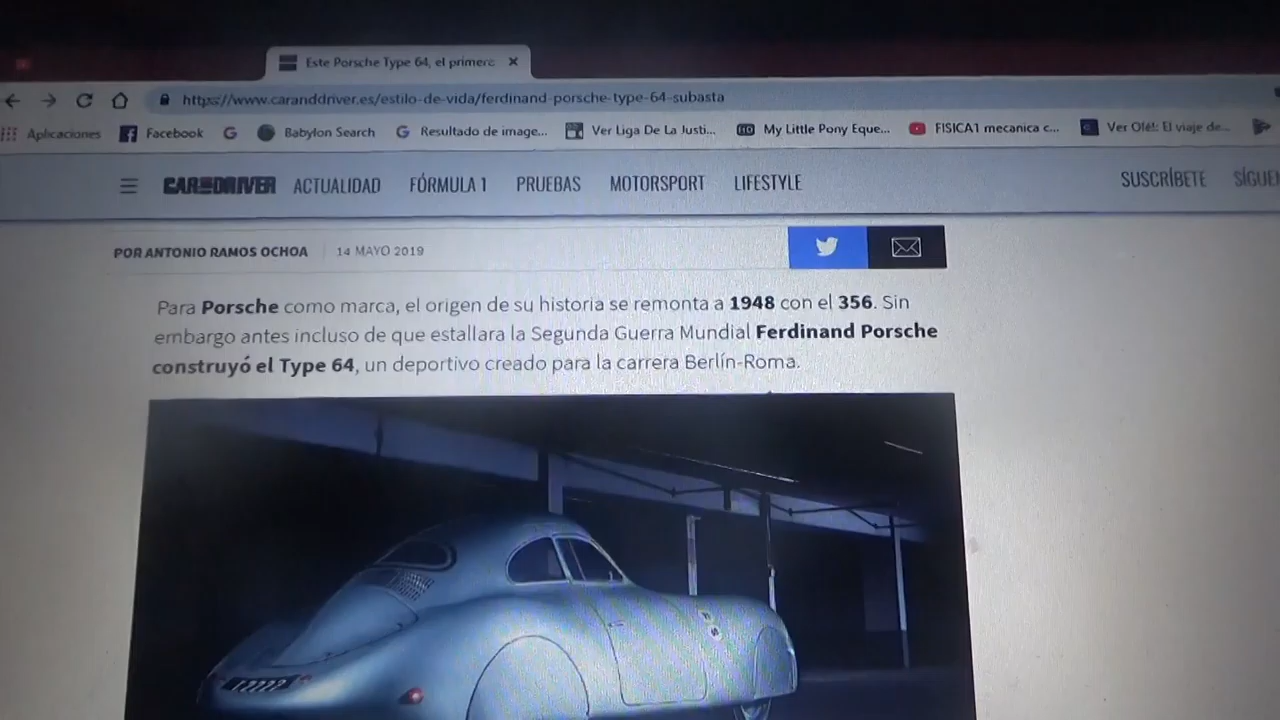 Este Porsche Type 64, el primero
https://www.caranddriver.es/estilo-de-vida/ferdinand-porsche-type-64-subasta
Aplicaciones Facebook Babylon Search Resultado de image... Ver Liga De La Justi... My Little Pony Eque... FISICA1 mecanica c... Ver Olé!: El viaje de...
CAR AND DRIVER ACTUALIDAD FÓRMULA 1 PRUEBAS MOTORSPORT LIFESTYLE SUSCRÍBETE SÍGUE
POR ANTONIO RAMOS OCHOA 14 MAYO 2019
Para Porsche como marca, el origen de su historia se remonta a 1948 con el 356. Sin
embargo antes incluso de que estallara la Segunda Guerra Mundial Ferdinand Porsche
construyó el Type 64, un deportivo creado para la carrera Berlín-Roma.